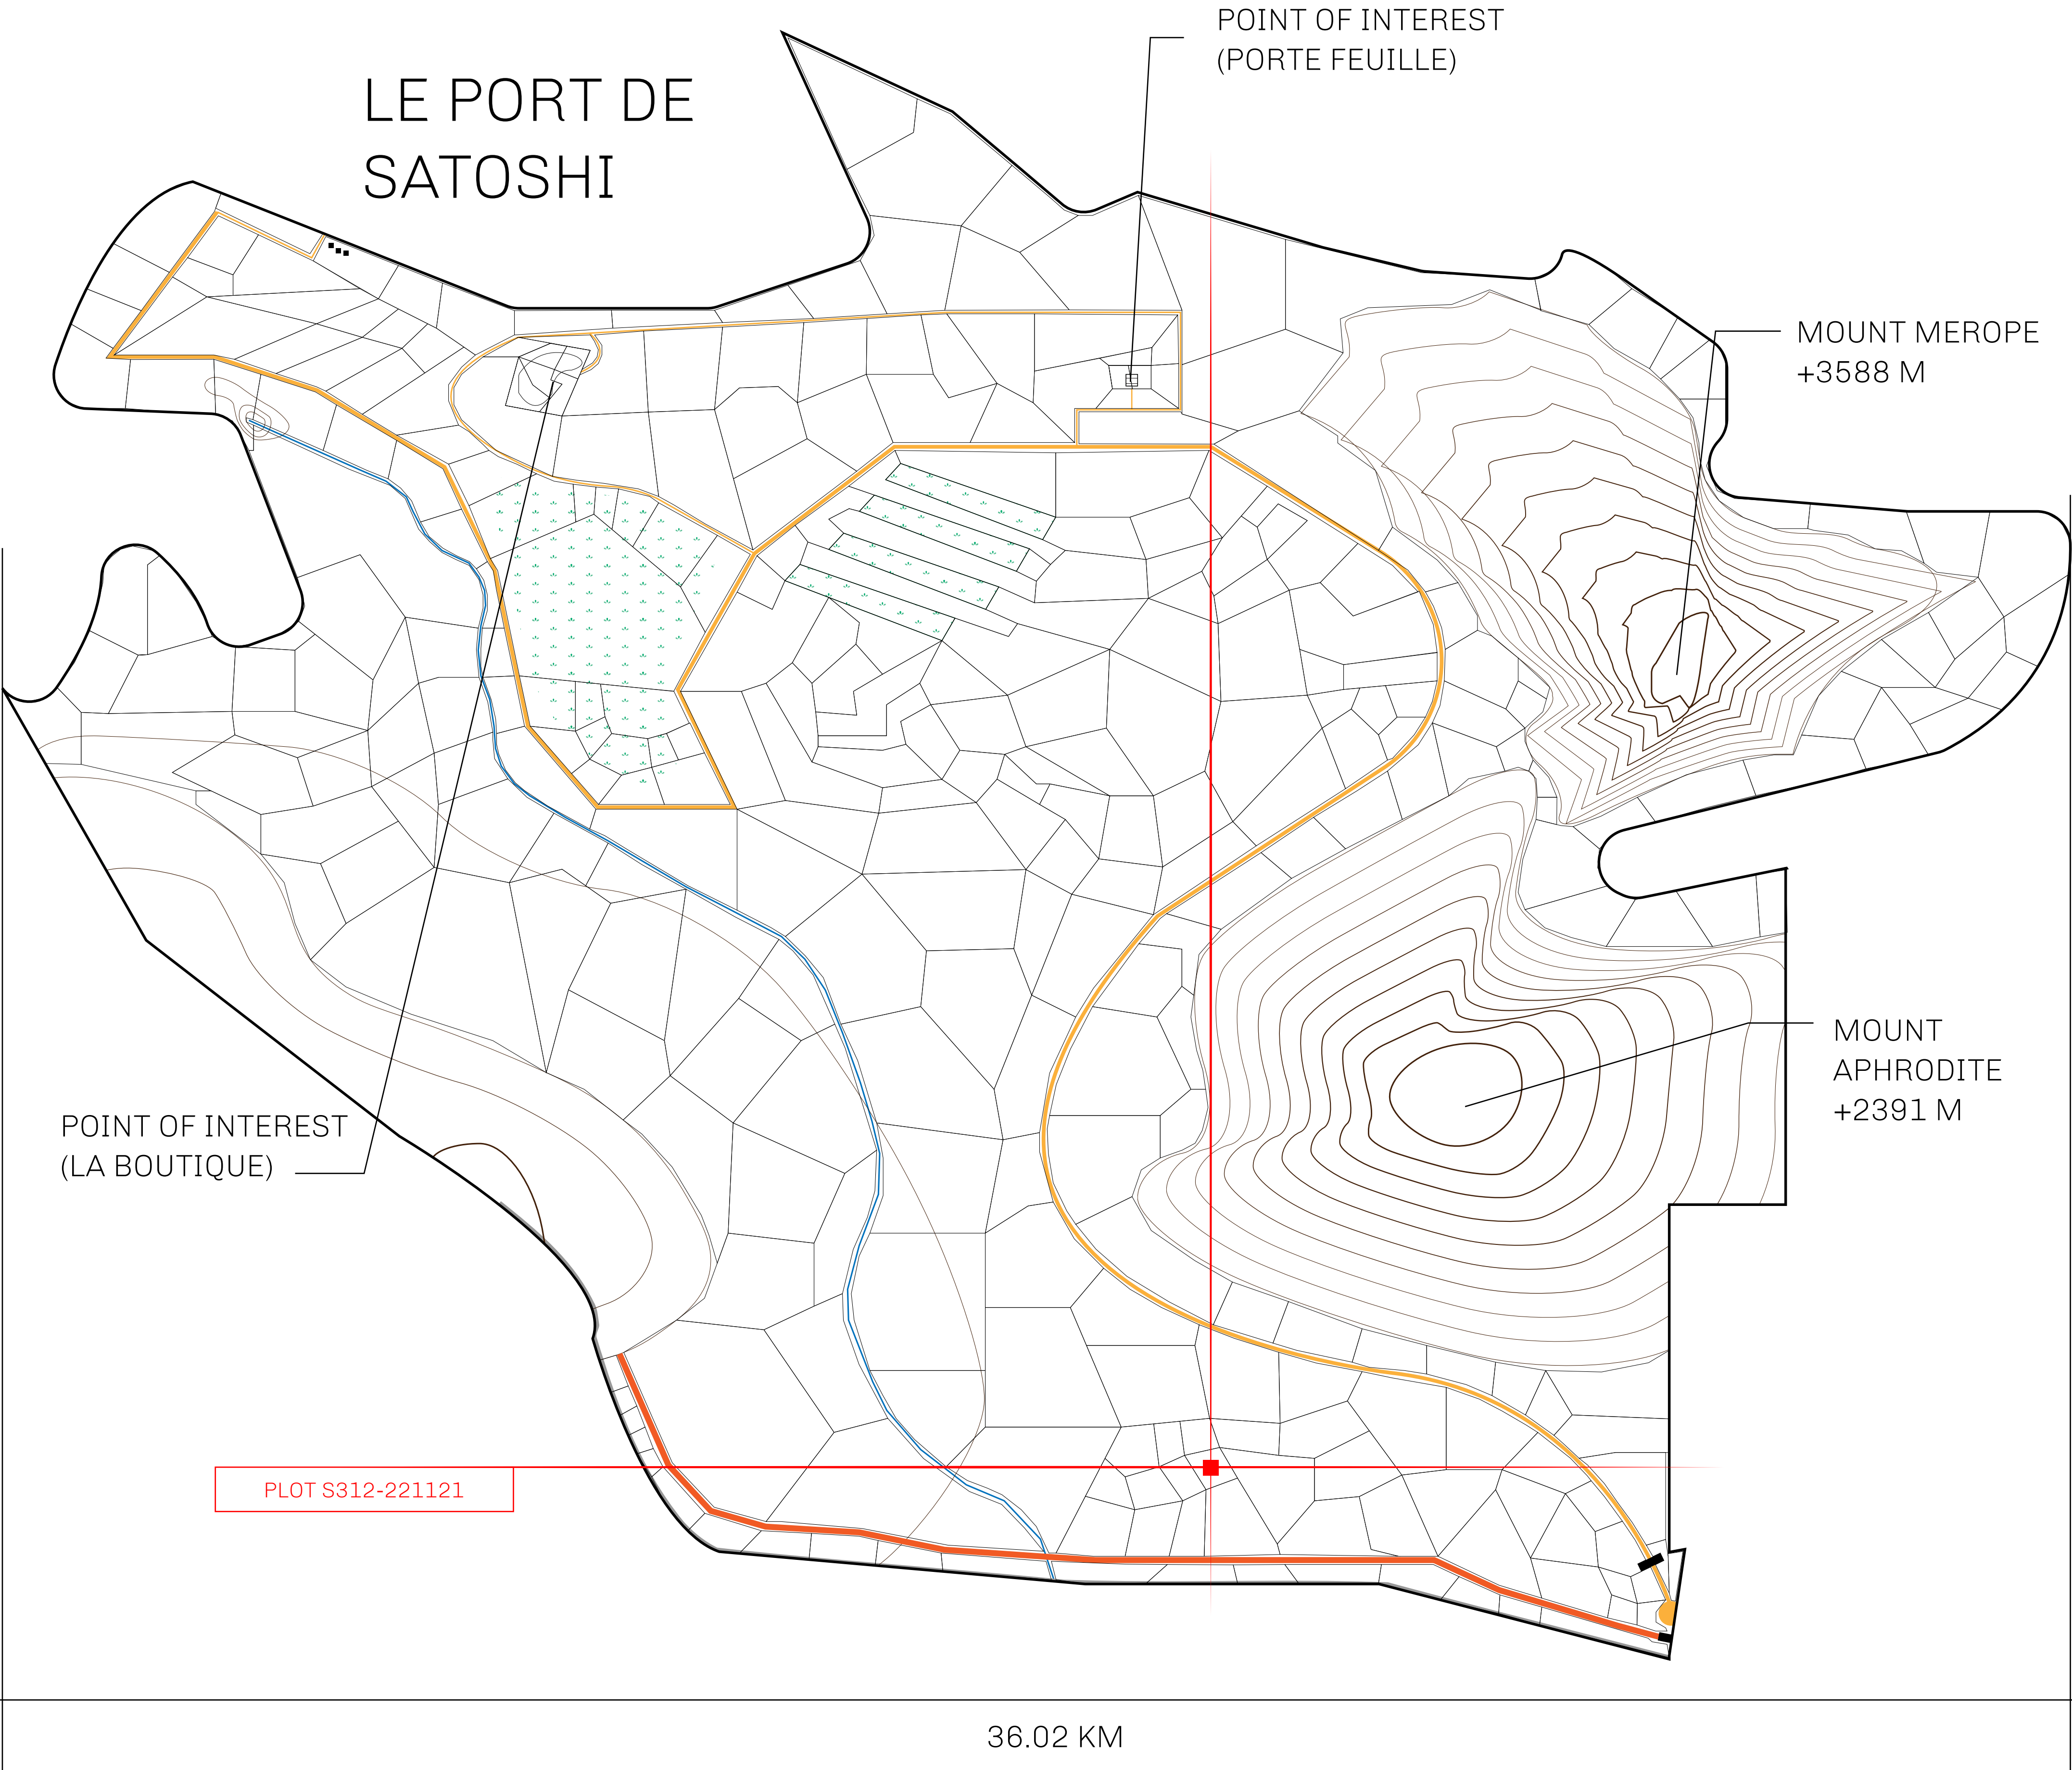 POINT OF INTEREST
(PORTE FEUILLE)
LE PORT DE
SATOSHI
MOUNT MEROPE
+3588 M
MOUNT
APHRODITE
+2391 M
POINT OF INTEREST
(LA BOUTIQUE)
PLOT S312-221121
36.02 KM